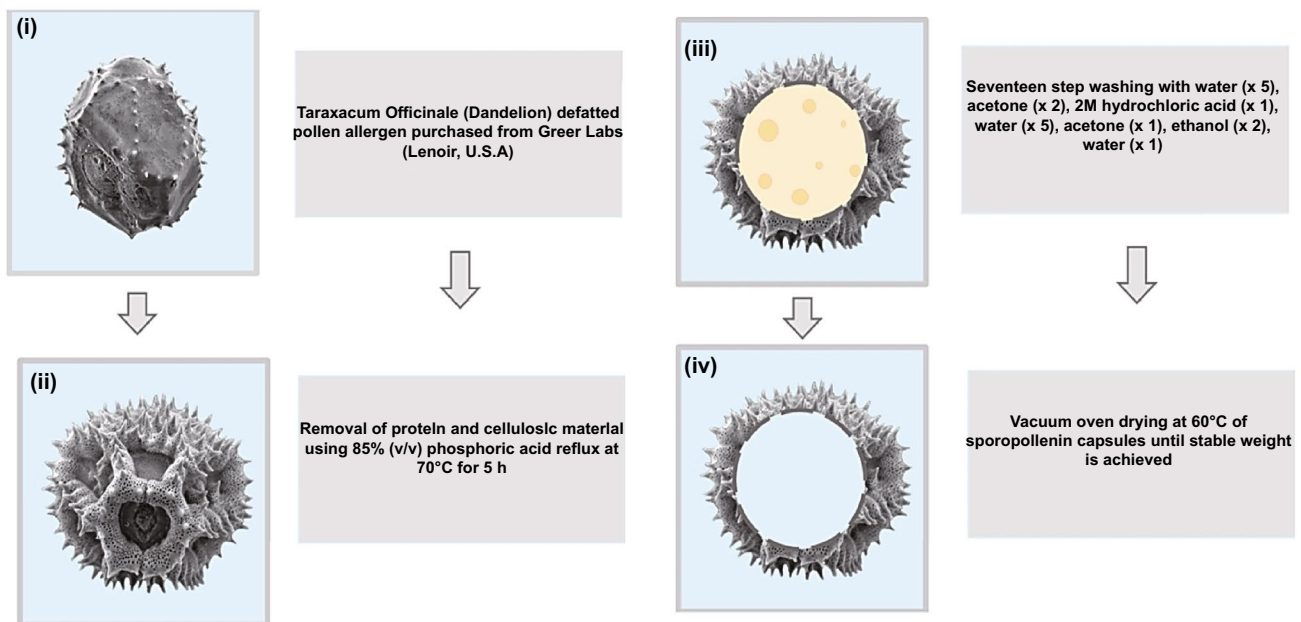 (i)
Taraxacum Officinale (Dandelion) defatted
pollen allergen purchased from Greer Labs
(Lenoir, U.S.A)
(ii)
Removal of proteln and celluloslc materlal
using 85% (v/v) phosphoric acid reflux at
70°C for 5 h
(iii)
Seventeen step washing with water (x 5),
acetone (x 2), 2M hydrochloric acid (x 1),
water (x 5), acetone (x 1), ethanol (x 2),
water (x 1)
(iv)
Vacuum oven drying at 60°C of
sporopollenin capsules until stable weight
is achieved